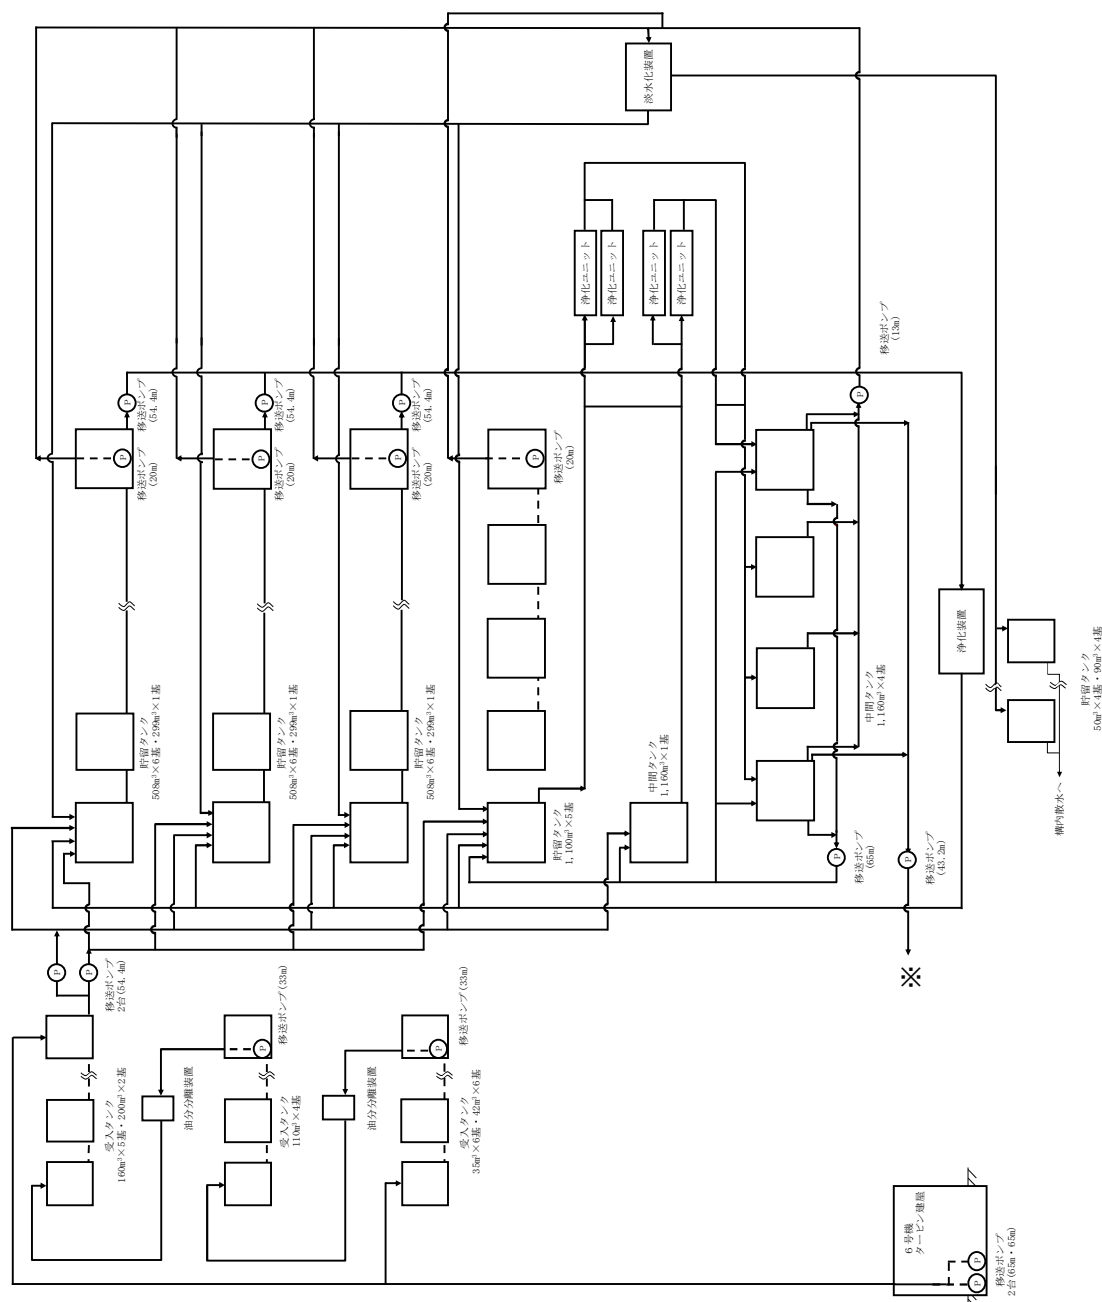 淡水化装置
浄化ユニット
浄化ユニット
浄化ユニット
浄化ユニット
移送ポンプ
(13m)
P
P
移送ポンプ
(54.4m)
P
移送ポンプ
(20m)
P
移送ポンプ
(54.4m)
P
移送ポンプ
(20m)
P
移送ポンプ
(54.4m)
P
移送ポンプ
(20m)
P
移送ポンプ
(20m)
浄化装置
貯留タンク
508m³×6基・299m³×1基
貯留タンク
508m³×6基・299m³×1基
貯留タンク
508m³×6基・299m³×1基
貯留タンク
1,100m³×5基
中間タンク
1,160m³×1基
中間タンク
1,160m³×4基
貯留タンク
50m³×4基・90m³×4基
構内散水へ
P
移送ポンプ
(65m)
P
移送ポンプ
(43.2m)
※
P
P
移送ポンプ
2台(54.4m)
P
移送ポンプ(33m)
P
移送ポンプ(33m)
受入タンク
160m³×5基・200m³×2基
油分分離装置
受入タンク
110m³×4基
油分分離装置
受入タンク
35m³×6基・42m³×6基
6号機
タービン建屋
P
P
移送ポンプ
2台(65m・65m)